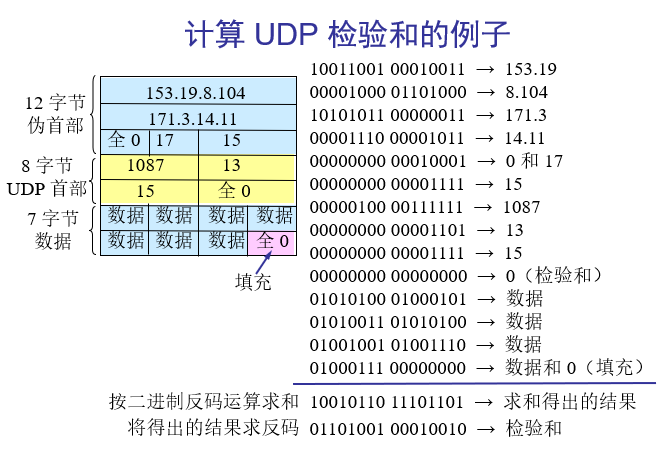 计算 UDP 检验和的例子
12 字节
伪首部
153.19.8.104
171.3.14.11
全 0 17 15
8 字节
UDP 首部
1087 13
15 全 0
7 字节
数据
数据 数据 数据 数据
数据 数据 数据 全 0
填充
10011001 00010011 → 153.19
00001000 01101000 → 8.104
10101011 00000011 → 171.3
00001110 00001011 → 14.11
00000000 00010001 → 0 和 17
00000000 00001111 → 15
00000100 00111111 → 1087
00000000 00001101 → 13
00000000 00001111 → 15
00000000 00000000 → 0（检验和）
01010100 01000101 → 数据
01010011 01010100 → 数据
01001001 01001110 → 数据
01000111 00000000 → 数据和 0（填充）
按二进制反码运算求和 10010110 11101101 → 求和得出的结果
将得出的结果求反码 01101001 00010010 → 检验和